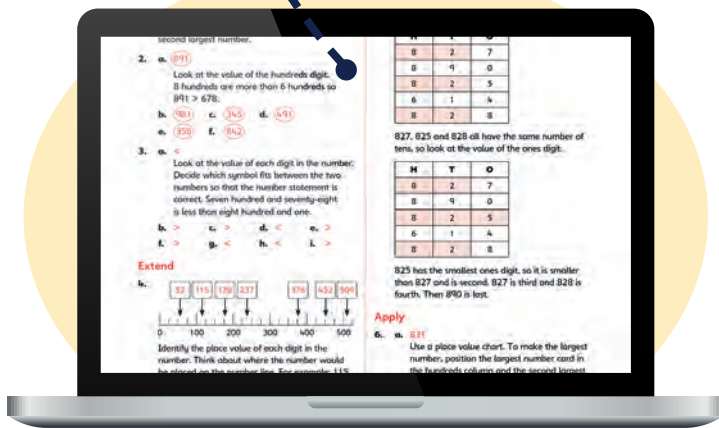 second largest number.
2. a. 891
Look at the value of the hundreds digit.
8 hundreds are more than 6 hundreds so
891 > 678.
b. 981 c. 345 d. 491
e. 358 f. 842
3. a. <
Look at the value of each digit in the number.
Decide which symbol fits between the two
numbers so that the number statement is
correct. Seven hundred and seventy-eight
is less than eight hundred and one.
b. > c. > d. < e. >
f. > g. < h. < i. >
Extend
4.
52 115 178 237 376 452 509
0 100 200 300 400 500
Identify the place value of each digit in the
number. Think about where the number would
be placed on the number line. For example, 115
H T O
8 2 7
8 9 0
8 2 5
6 1 4
8 2 8
827, 825 and 828 all have the same number of
tens, so look at the value of the ones digit.
H T O
8 2 7
8 9 0
8 2 5
6 1 4
8 2 8
825 has the smallest ones digit, so it is smaller
than 827 and is second. 827 is third and 828 is
fourth. Then 890 is last.
Apply
6. a.
Use a place value chart. To make the largest
number, position the largest number card in
the hundreds column and the second largest